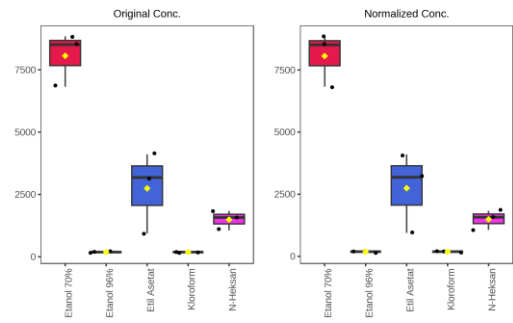 Original Conc.
Normalized Conc.
7500
5000
2500
0
7500
5000
2500
0
Etanol 70%
Etanol 96%
Etil Asetat
Kloroform
N-Heksan
Etanol 70%
Etanol 96%
Etil Asetat
Kloroform
N-Heksan